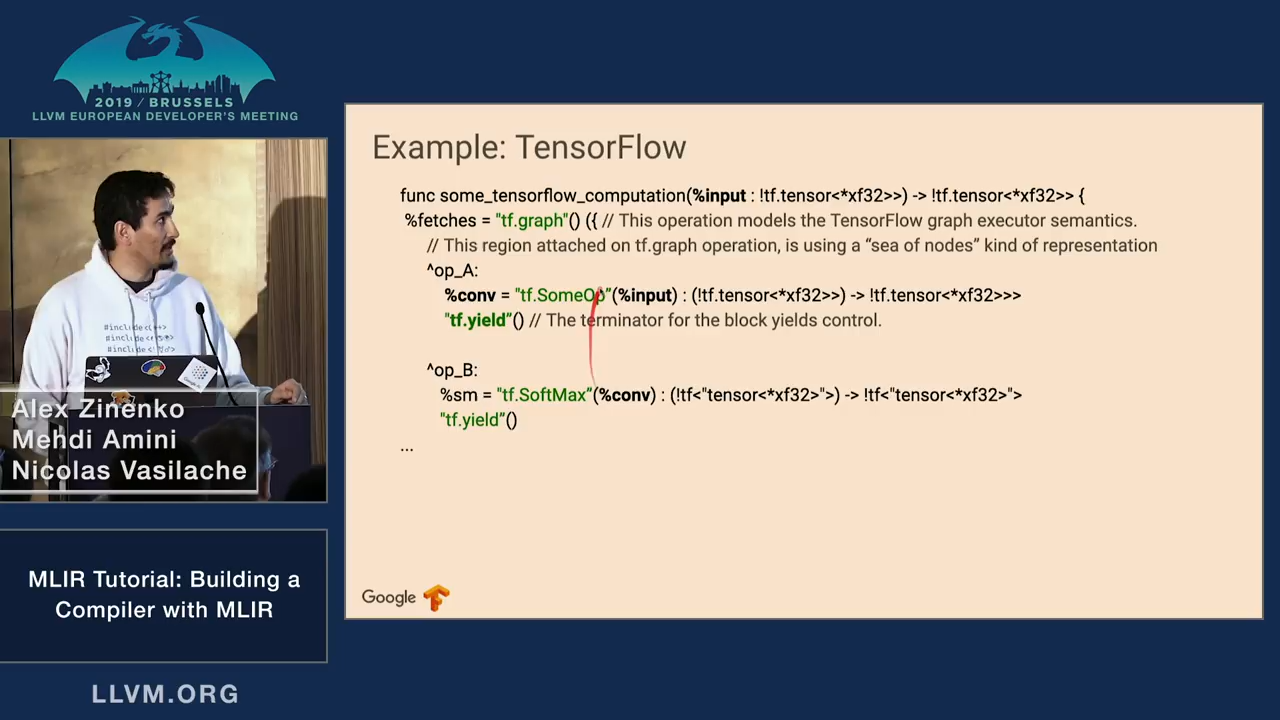 2019 / BRUSSELS
LLVM EUROPEAN DEVELOPER'S MEETING
#include <C++>
Alex Zinenko
Mehdi Amini
Nicolas Vasilache
MLIR Tutorial: Building a
Compiler with MLIR
LLVM.ORG
Example: TensorFlow
func some_tensorflow_computation(%input : !tf.tensor<*xf32>>) -> !tf.tensor<*xf32>> {
%fetches = "tf.graph"() ({ // This operation models the TensorFlow graph executor semantics.
// This region attached on tf.graph operation, is using a “sea of nodes” kind of representation
^op_A:
%conv = "tf.SomeOp”(%input) : (!tf.tensor<*xf32>>) -> !tf.tensor<*xf32>>>
"tf.yield”() // The terminator for the block yields control.
^op_B:
%sm = "tf.SoftMax”(%conv) : (!tf<"tensor<*xf32>">) -> !tf<"tensor<*xf32>">
"tf.yield”()
...
Google